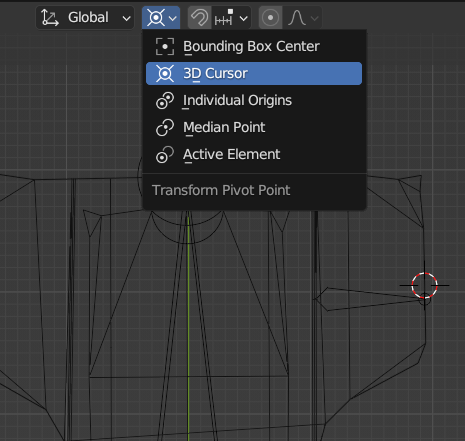 Global
Bounding Box Center
3D Cursor
Individual Origins
Median Point
Active Element
Transform Pivot Point